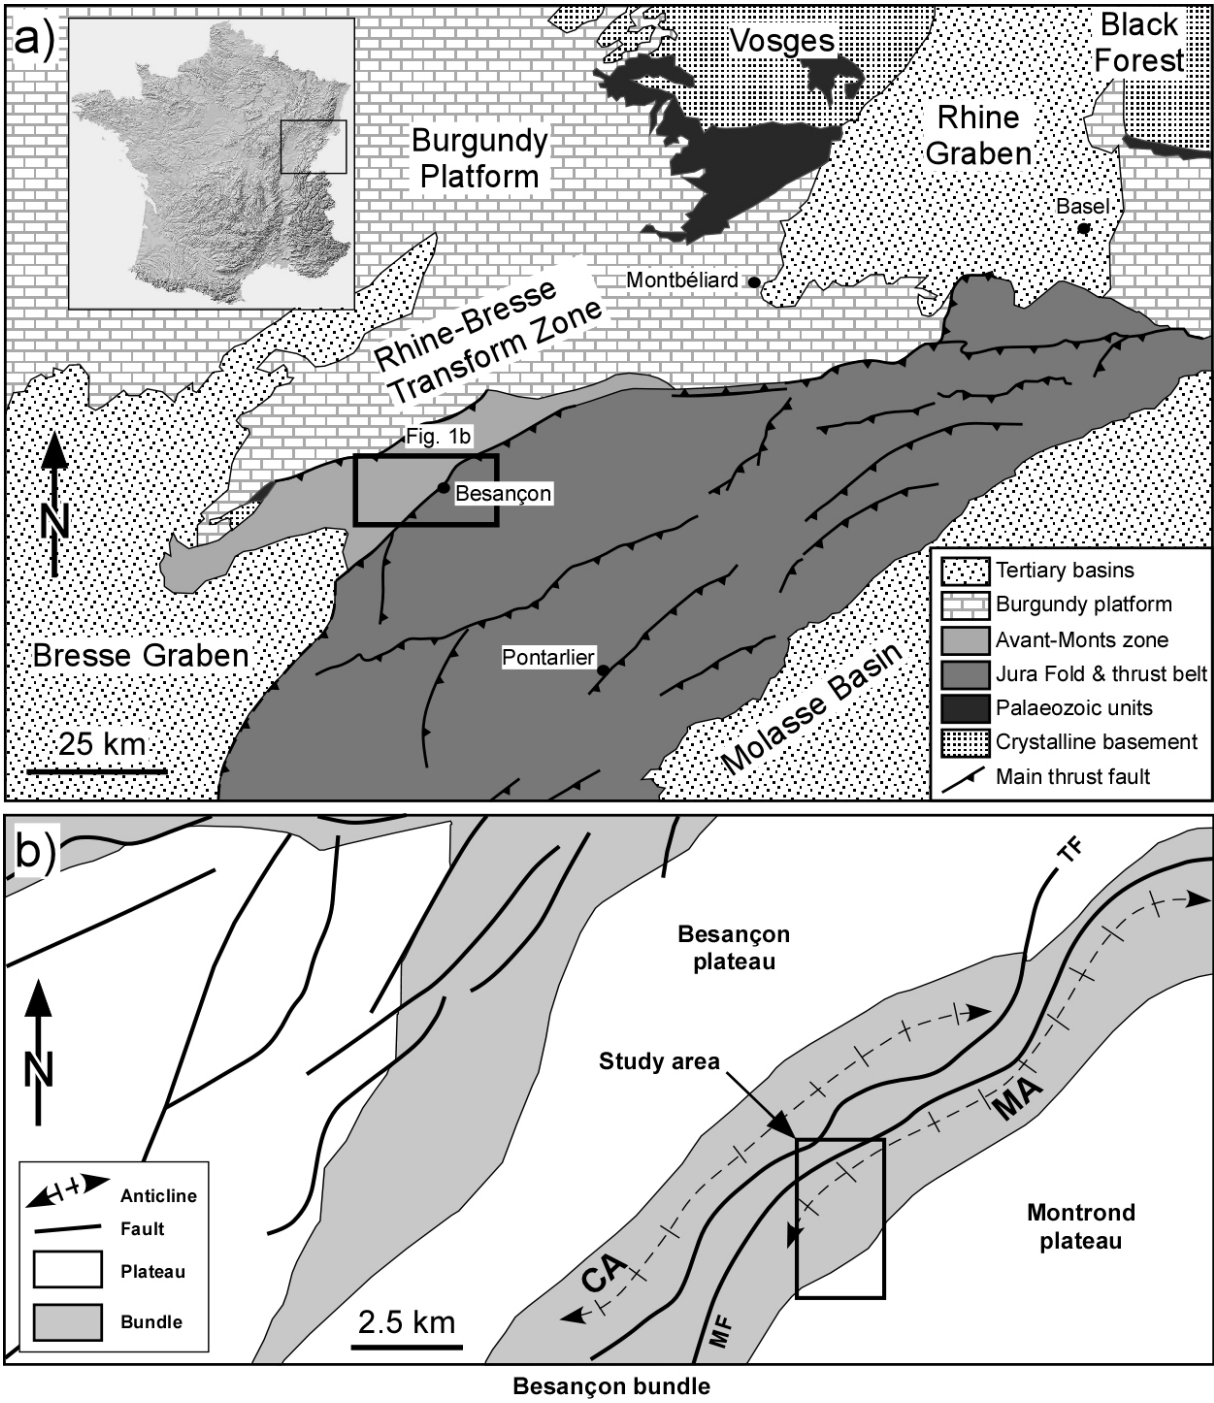 a)
Vosges
Black
Forest
Burgundy
Platform
Rhine
Graben
Basel
Montbéliard
Rhine-Bresse
Transform Zone
Fig. 1b
Besançon
N
Bresse Graben
Pontarlier
Molasse Basin
25 km
Tertiary basins
Burgundy platform
Avant-Monts zone
Jura Fold & thrust belt
Palaeozoic units
Crystalline basement
Main thrust fault
b)
TF
Besançon
plateau
N
Study area
MA
CA
MF
Montrond
plateau
Anticline
Fault
Plateau
Bundle
2.5 km
Besançon bundle